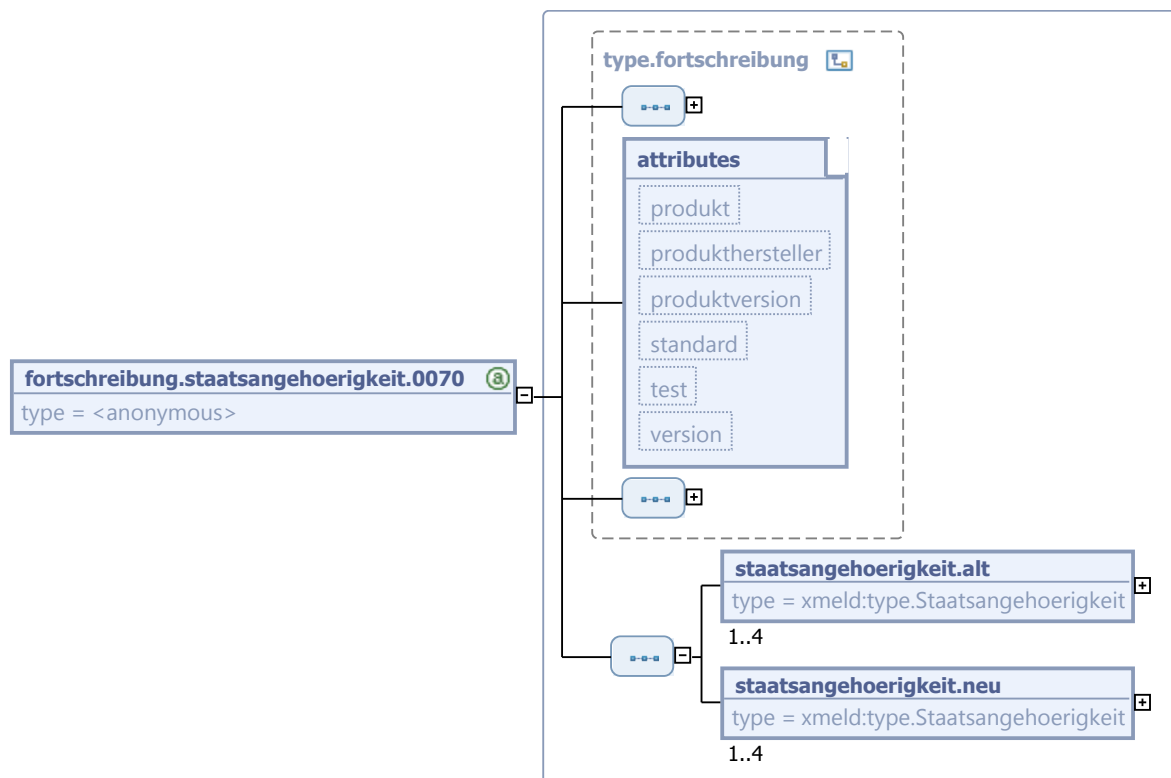 type.fortschreibung
attributes
produkt
produkthersteller
produktversion
standard
test
version
fortschreibung.staatsangehoerigkeit.0070 a
type = <anonymous>
staatsangehoerigkeit.alt
type = xmeld:type.Staatsangehoerigkeit
1..4
staatsangehoerigkeit.neu
type = xmeld:type.Staatsangehoerigkeit
1..4